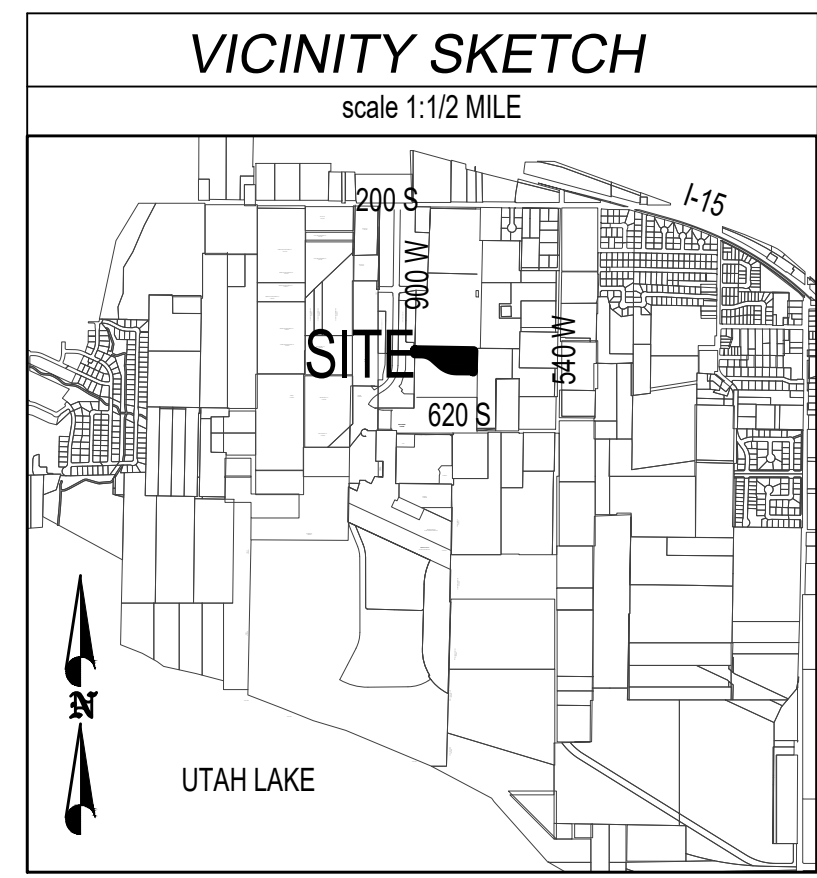 VICINITY SKETCH
scale 1:1/2 MILE
I-15
200 S
900 W
SITE
540 W
620 S
N
UTAH LAKE